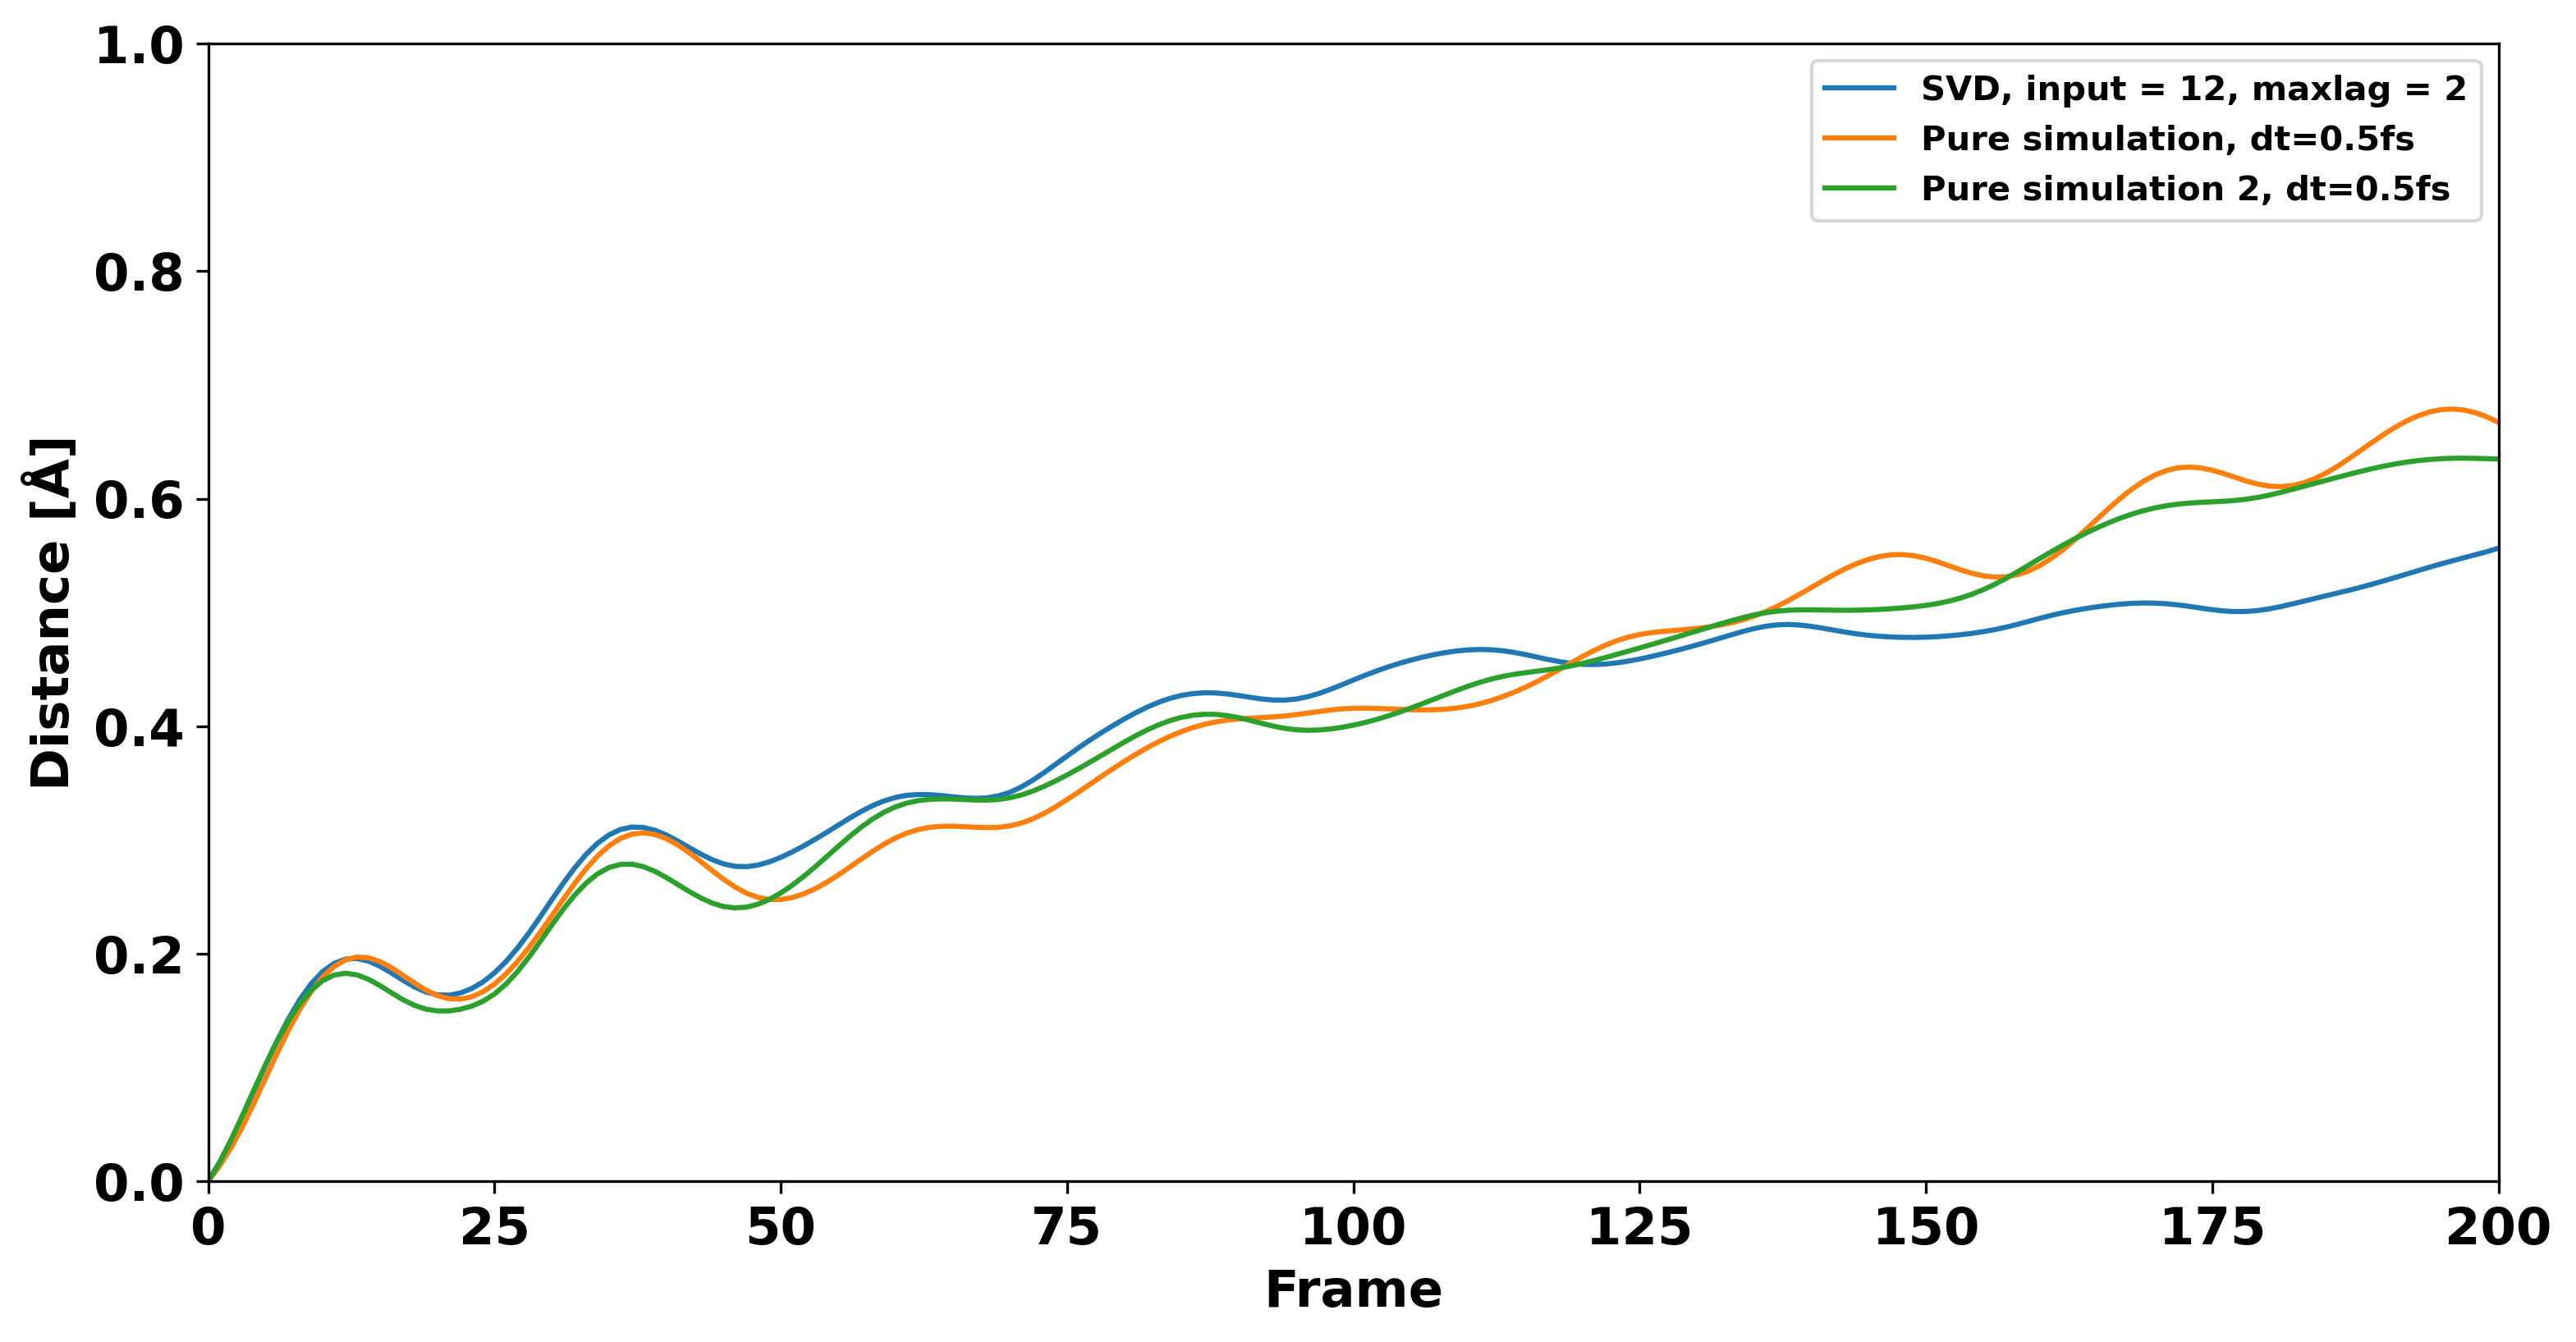 1.0
0.8
0.6
0.4
0.2
0.0
Distance [Å]
SVD, input = 12, maxlag = 2
Pure simulation, dt=0.5fs
Pure simulation 2, dt=0.5fs
0 25 50 75 100 125 150 175 200
Frame